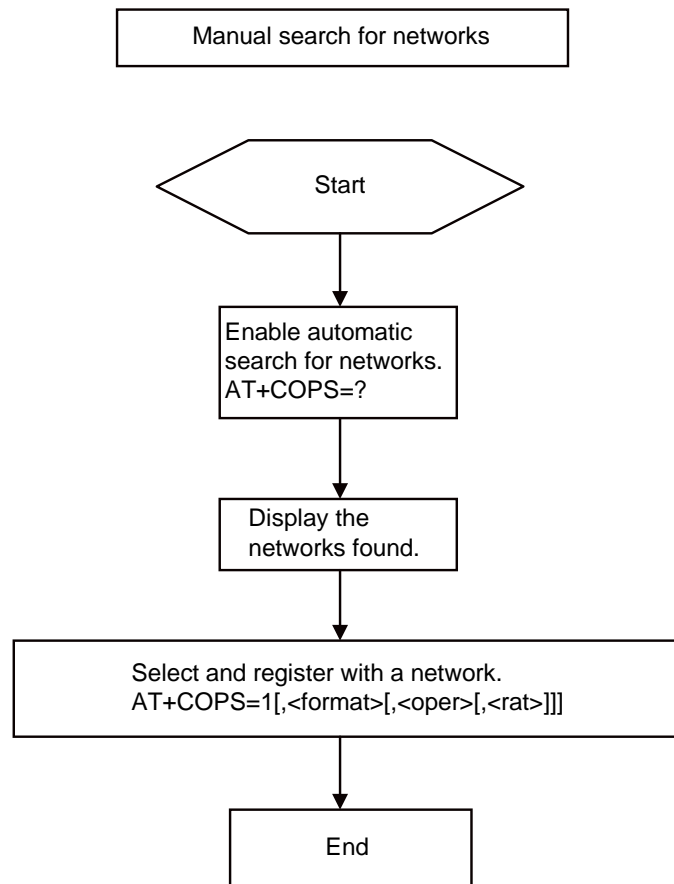 Manual search for networks
Start
Enable automatic
search for networks.
AT+COPS=?
Display the
networks found.
Select and register with a network.
AT+COPS=1[,<format>[,<oper>[,<rat>]]]
End